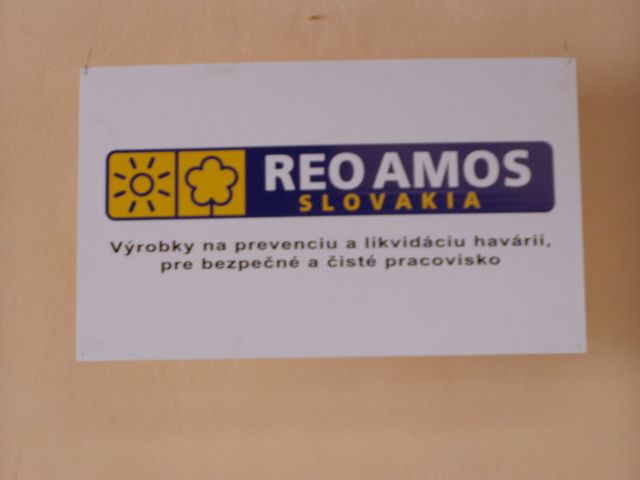 REO AMOS
SLOVAKIA
Výrobky na prevenciu a likvidáciu havárií,
pre bezpečné a čisté pracovisko